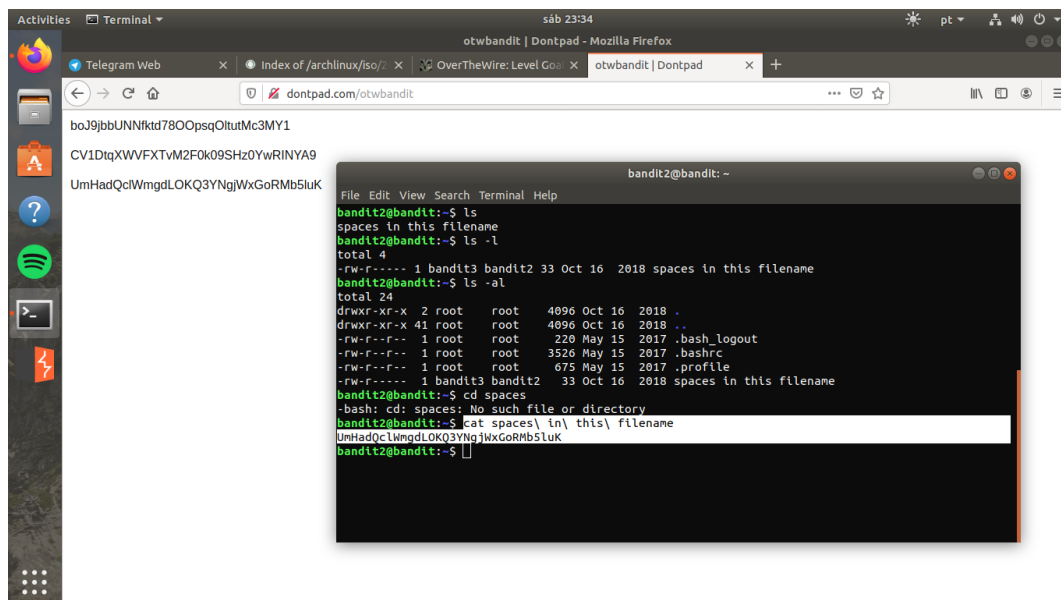 Activities Terminal sáb 23:34 pt
otwbandit | Dontpad - Mozilla Firefox
Telegram Web Index of /archlinux/iso/2 OverTheWire: Level Goal otwbandit | Dontpad
dontpad.com/otwbandit
boJ9jbbUNNfktd78OOpsqOltutMc3MY1
CV1DtqXWVFXTvM2F0k09SHz0YwRINYA9
UmHadQclWmgdLOKQ3YNgjWxGoRMb5luK
bandit2@bandit: ~
File Edit View Search Terminal Help
bandit2@bandit:~$ ls
spaces in this filename
bandit2@bandit:~$ ls -l
total 4
-rw-r----- 1 bandit3 bandit2 33 Oct 16  2018 spaces in this filename
bandit2@bandit:~$ ls -al
total 24
drwxr-xr-x  2 root    root    4096 Oct 16  2018 .
drwxr-xr-x 41 root    root    4096 Oct 16  2018 ..
-rw-r--r--  1 root    root     220 May 15  2017 .bash_logout
-rw-r--r--  1 root    root    3526 May 15  2017 .bashrc
-rw-r--r--  1 root    root     675 May 15  2017 .profile
-rw-r-----  1 bandit3 bandit2   33 Oct 16  2018 spaces in this filename
bandit2@bandit:~$ cd spaces
-bash: cd: spaces: No such file or directory
bandit2@bandit:~$ cat spaces\ in\ this\ filename
UmHadQclWmgdLOKQ3YNgjWxGoRMb5luK
bandit2@bandit:~$